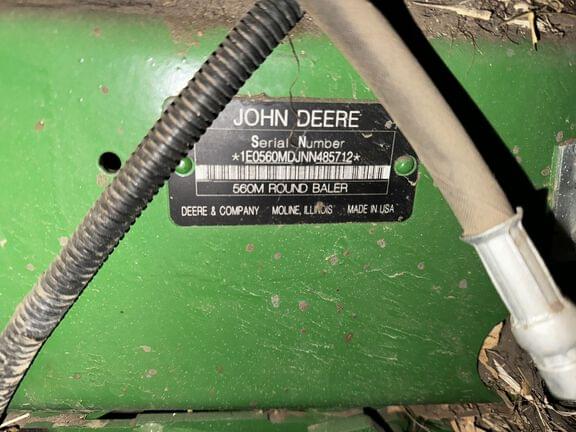 JOHN DEERE
Serial Number
*1E0560MDJNN485712*
560M ROUND BALER
DEERE & COMPANY MOLINE, ILLINOIS MADE IN USA